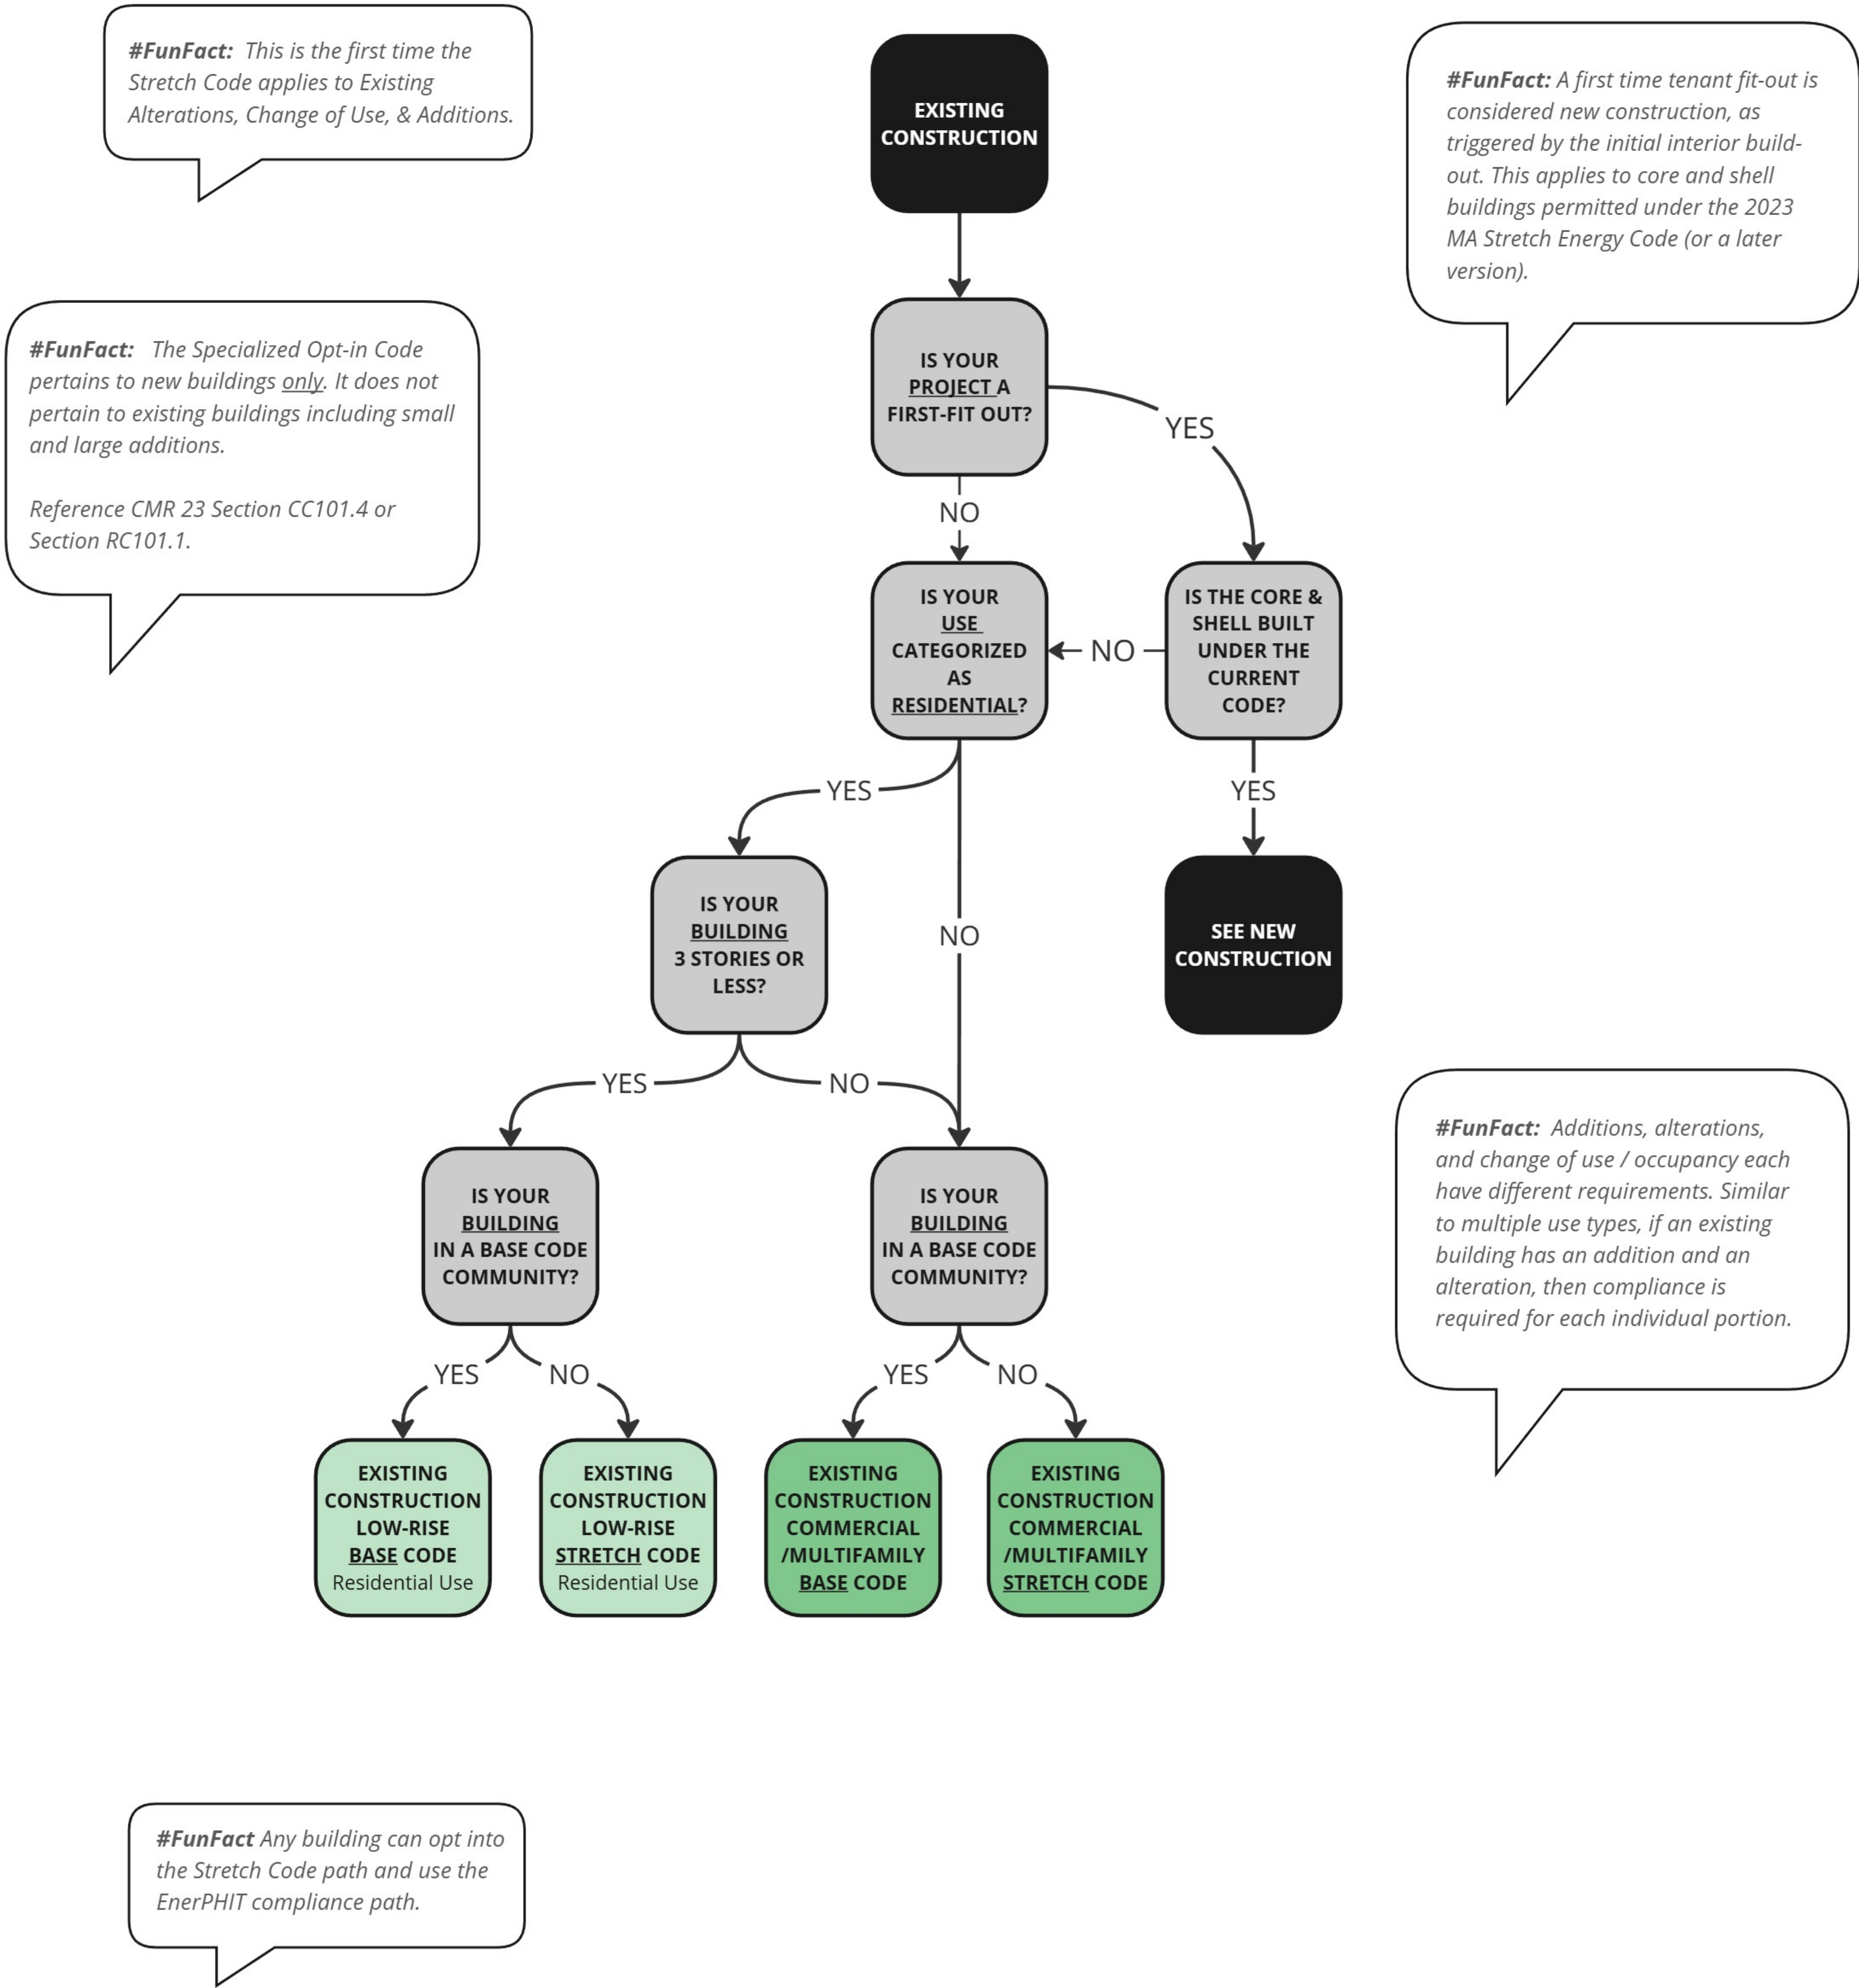 #FunFact: This is the first time the
Stretch Code applies to Existing
Alterations, Change of Use, & Additions.
EXISTING
CONSTRUCTION
#FunFact: A first time tenant fit-out is
considered new construction, as
triggered by the initial interior build-
out. This applies to core and shell
buildings permitted under the 2023
MA Stretch Energy Code (or a later
version).
#FunFact: The Specialized Opt-in Code
pertains to new buildings only. It does not
pertain to existing buildings including small
and large additions.
Reference CMR 23 Section CC101.4 or
Section RC101.1.
IS YOUR
PROJECT A
FIRST-FIT OUT?
YES
NO
IS YOUR
USE
CATEGORIZED
AS
RESIDENTIAL?
NO
IS THE CORE &
SHELL BUILT
UNDER THE
CURRENT
CODE?
YES
YES
NO
IS YOUR
BUILDING
3 STORIES OR
LESS?
SEE NEW
CONSTRUCTION
YES
NO
IS YOUR
BUILDING
IN A BASE CODE
COMMUNITY?
IS YOUR
BUILDING
IN A BASE CODE
COMMUNITY?
#FunFact: Additions, alterations,
and change of use / occupancy each
have different requirements. Similar
to multiple use types, if an existing
building has an addition and an
alteration, then compliance is
required for each individual portion.
YES
NO
YES
NO
EXISTING
CONSTRUCTION
LOW-RISE
BASE CODE
Residential Use
EXISTING
CONSTRUCTION
LOW-RISE
STRETCH CODE
Residential Use
EXISTING
CONSTRUCTION
COMMERCIAL
/MULTIFAMILY
BASE CODE
EXISTING
CONSTRUCTION
COMMERCIAL
/MULTIFAMILY
STRETCH CODE
#FunFact Any building can opt into
the Stretch Code path and use the
EnerPHIT compliance path.